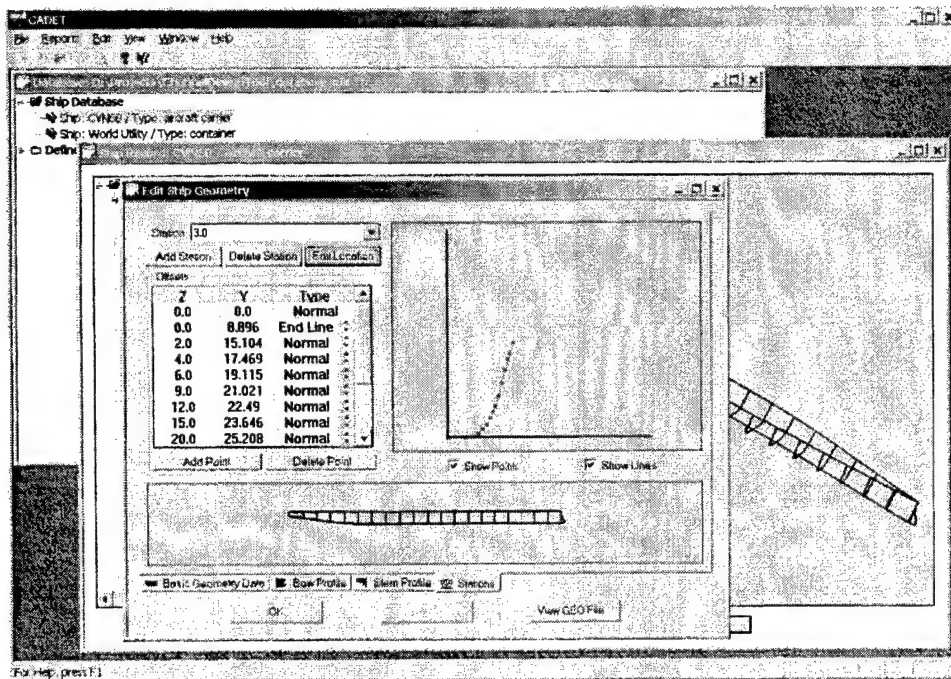 CADET
File Reports Edit View Window Help
Ship Database
Ship: CVN68 / Type: aircraft carrier
Ship: World Utility / Type: container
Edit Ship Geometry
Station 3.0
Add Station Delete Station Edit Location
Offsets
Z Y Type
0.0 0.0 Normal
0.0 8.896 End Line
2.0 15.104 Normal
4.0 17.469 Normal
6.0 19.115 Normal
9.0 21.021 Normal
12.0 22.49 Normal
15.0 23.646 Normal
20.0 25.208 Normal
Add Point Delete Point
Show Points Show Lines
Basic Geometry Data Bow Profile Stern Profile Stations
OK View GEO File
For Help, press F1